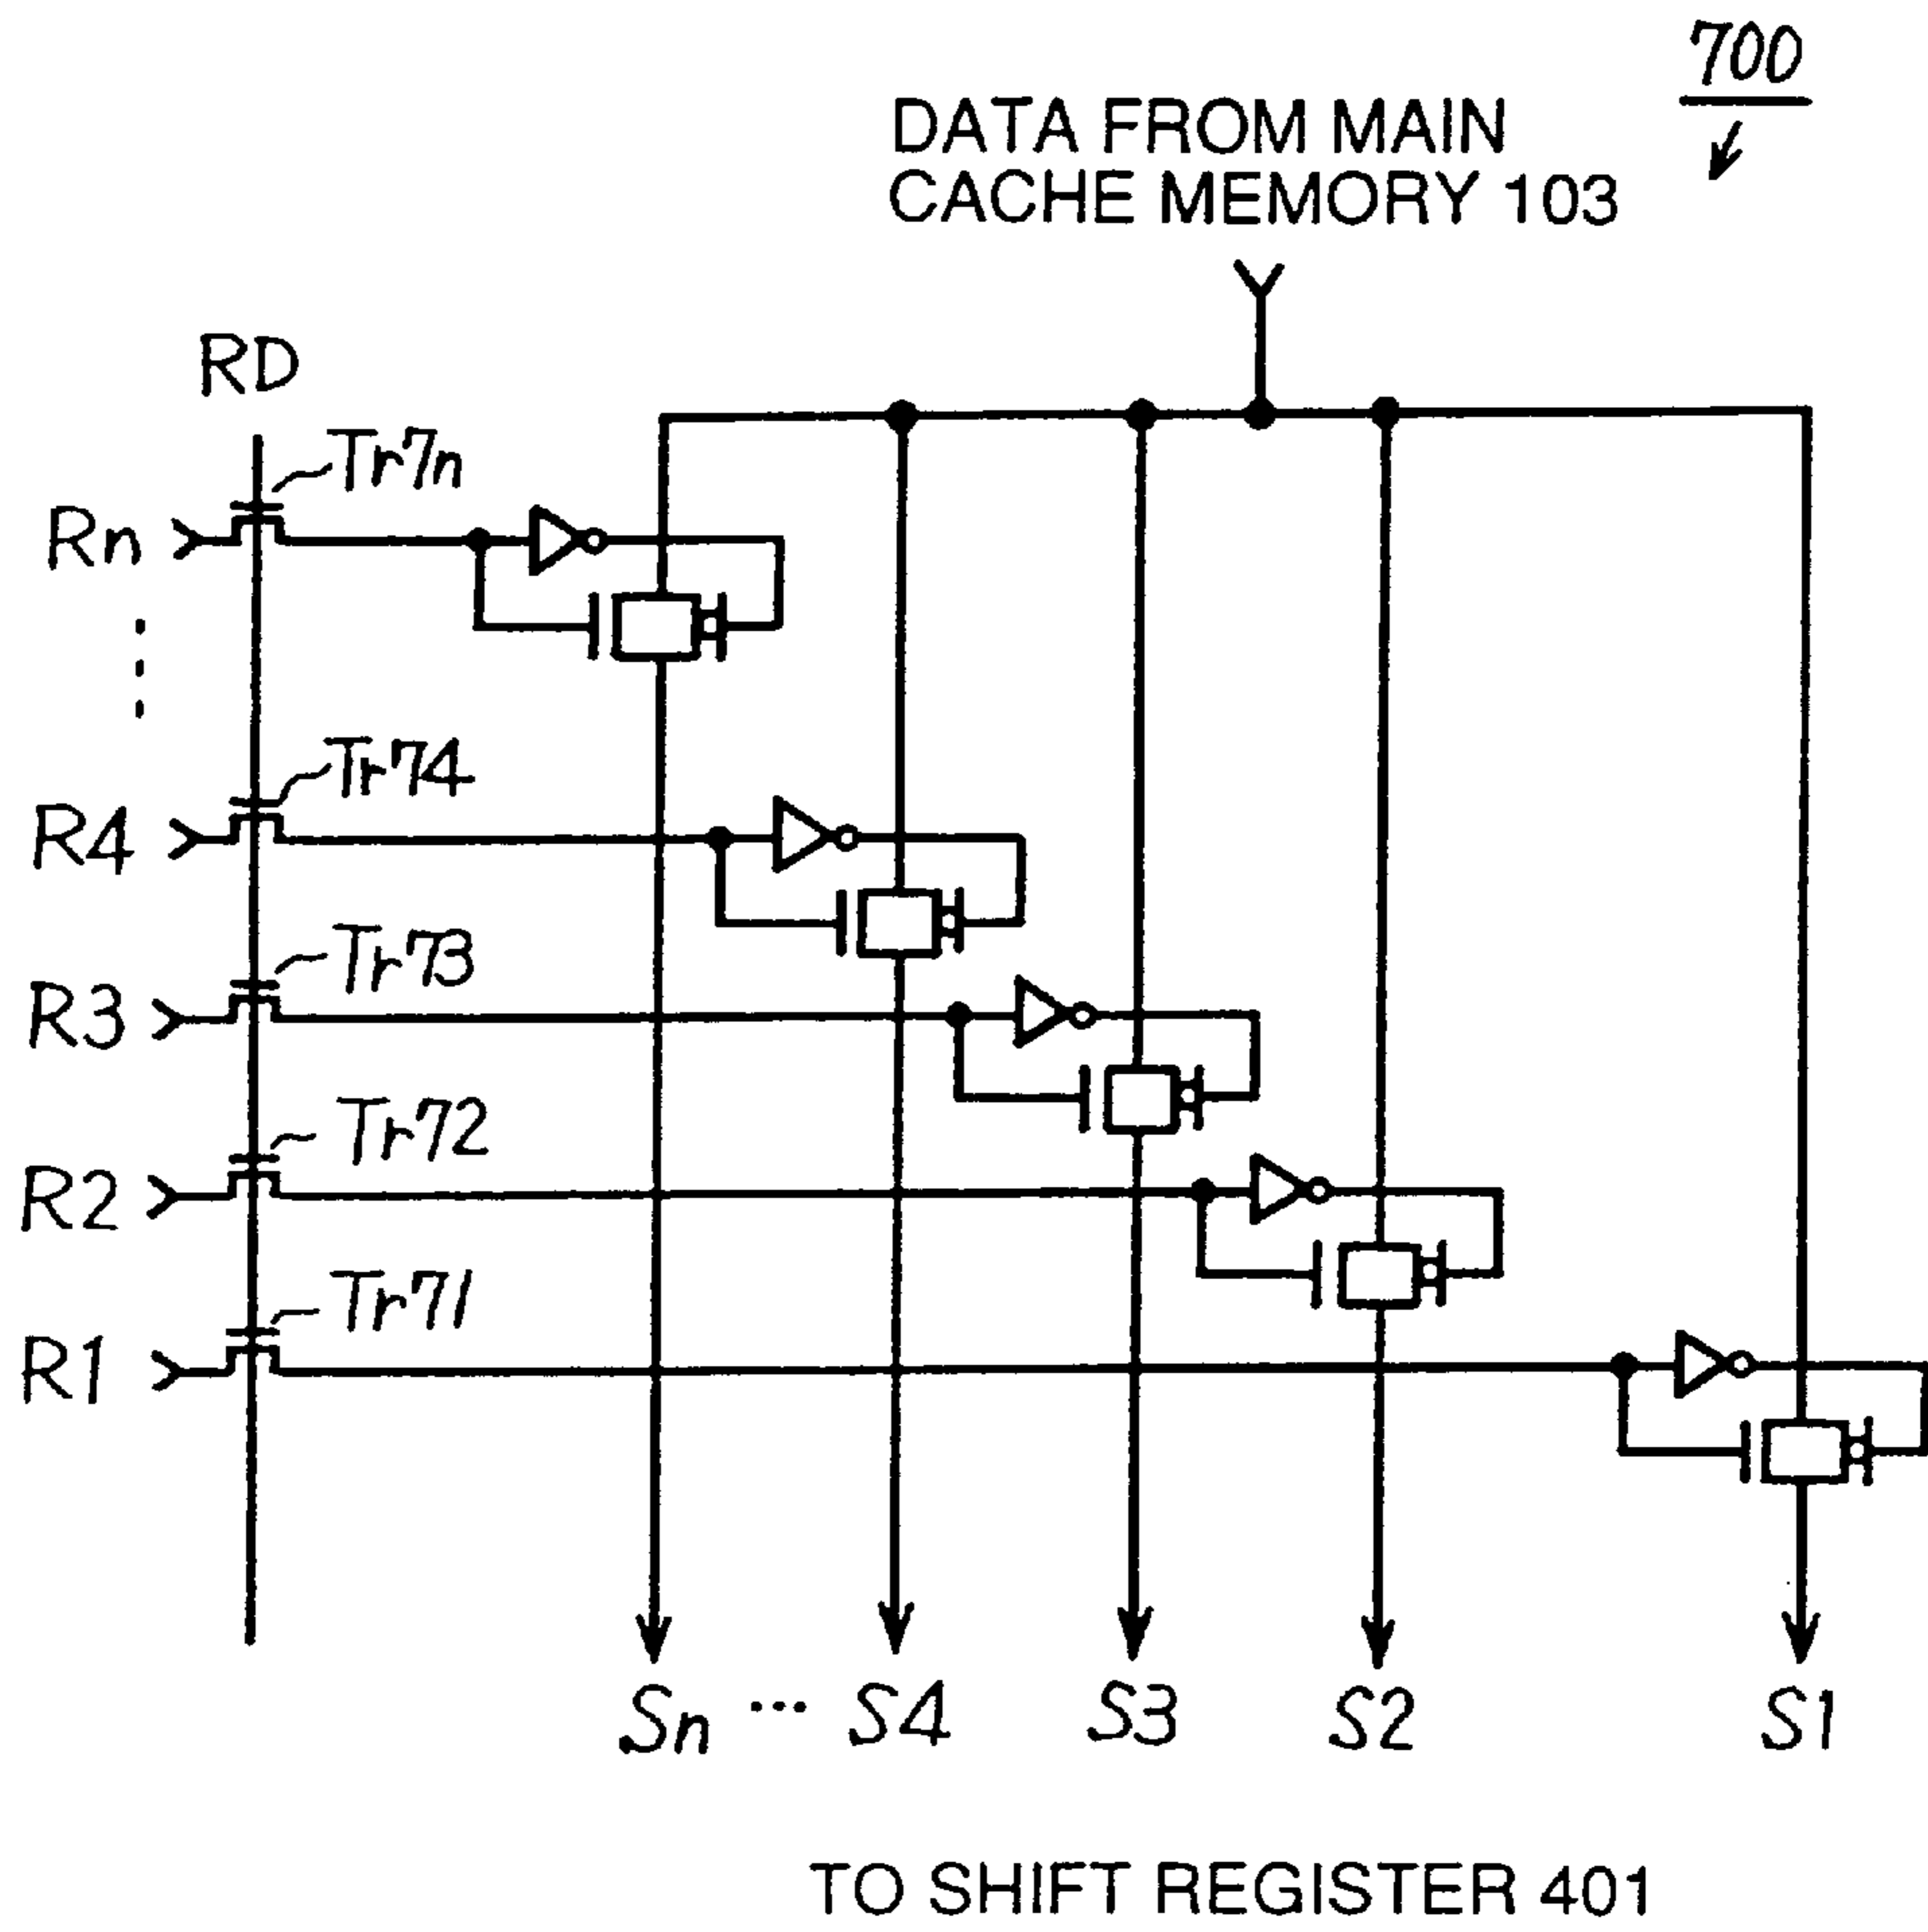 700
DATA FROM MAIN
CACHE MEMORY 103
RD
Tr7n
Rn
Tr74
R4
Tr73
R3
Tr72
R2
Tr71
R1
Sn ... S4 S3 S2 S1
TO SHIFT REGISTER 401